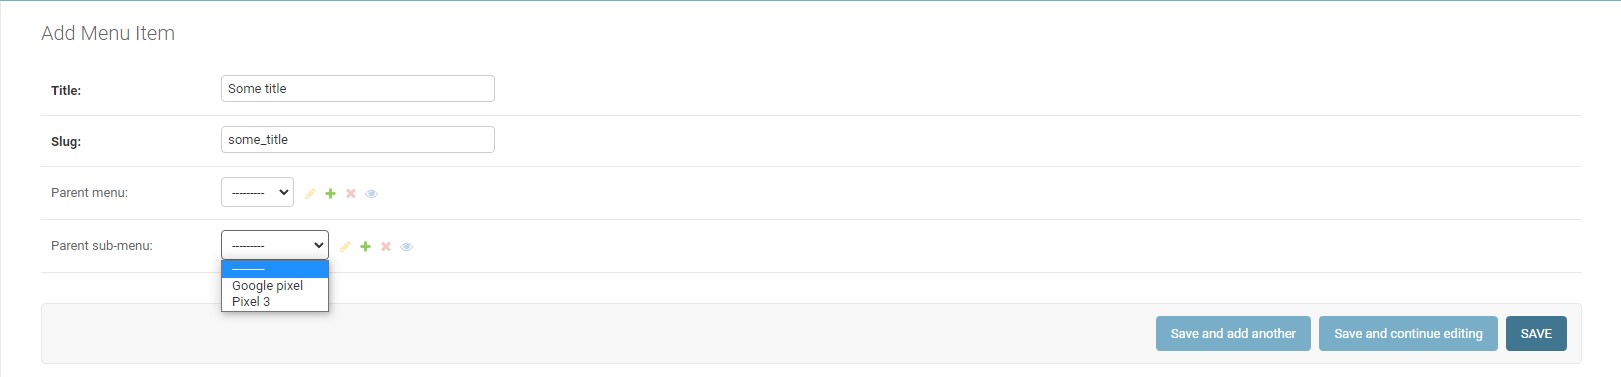 Add Menu Item
Title: Some title
Slug: some_title
Parent menu: ---------
Parent sub-menu: ---------
---------
Google pixel
Pixel 3
Save and add another Save and continue editing SAVE